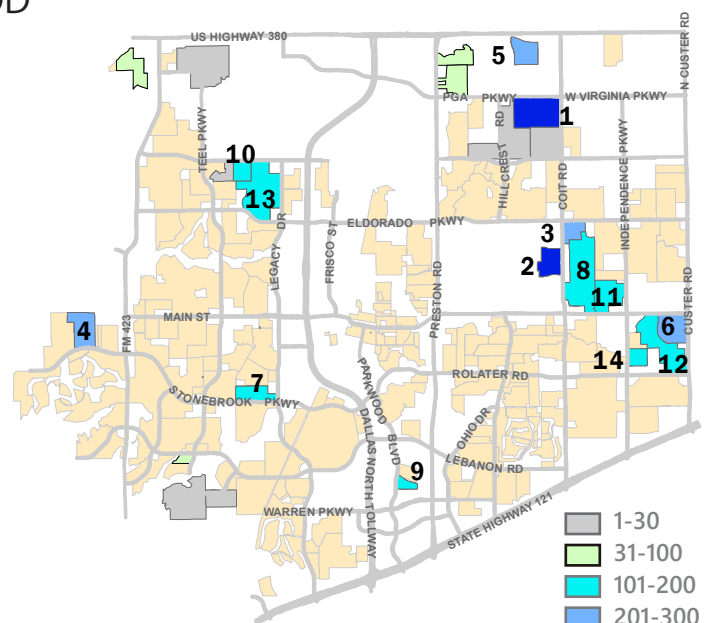 US HIGHWAY 380
N CUSTER RD
5
PGA PKWY
W VIRGINIA PKWY
1
TEEL PKWY
HILLCREST RD
COIT RD
INDEPENDENCE PKWY
10
13
LEGACY DR
FRISCO ST
ELDORADO PKWY
3
2
8
11
PRESTON RD
CUSTER RD
FM 423
MAIN ST
4
6
14
12
7
STONEBROOK PKWY
PARKWOOD BLVD
ROLATER RD
OHIO DR
DALLAS NORTH TOLLWAY
LEBANON RD
9
WARREN PKWY
STATE HIGHWAY 121
1-30
31-100
101-200
201-300